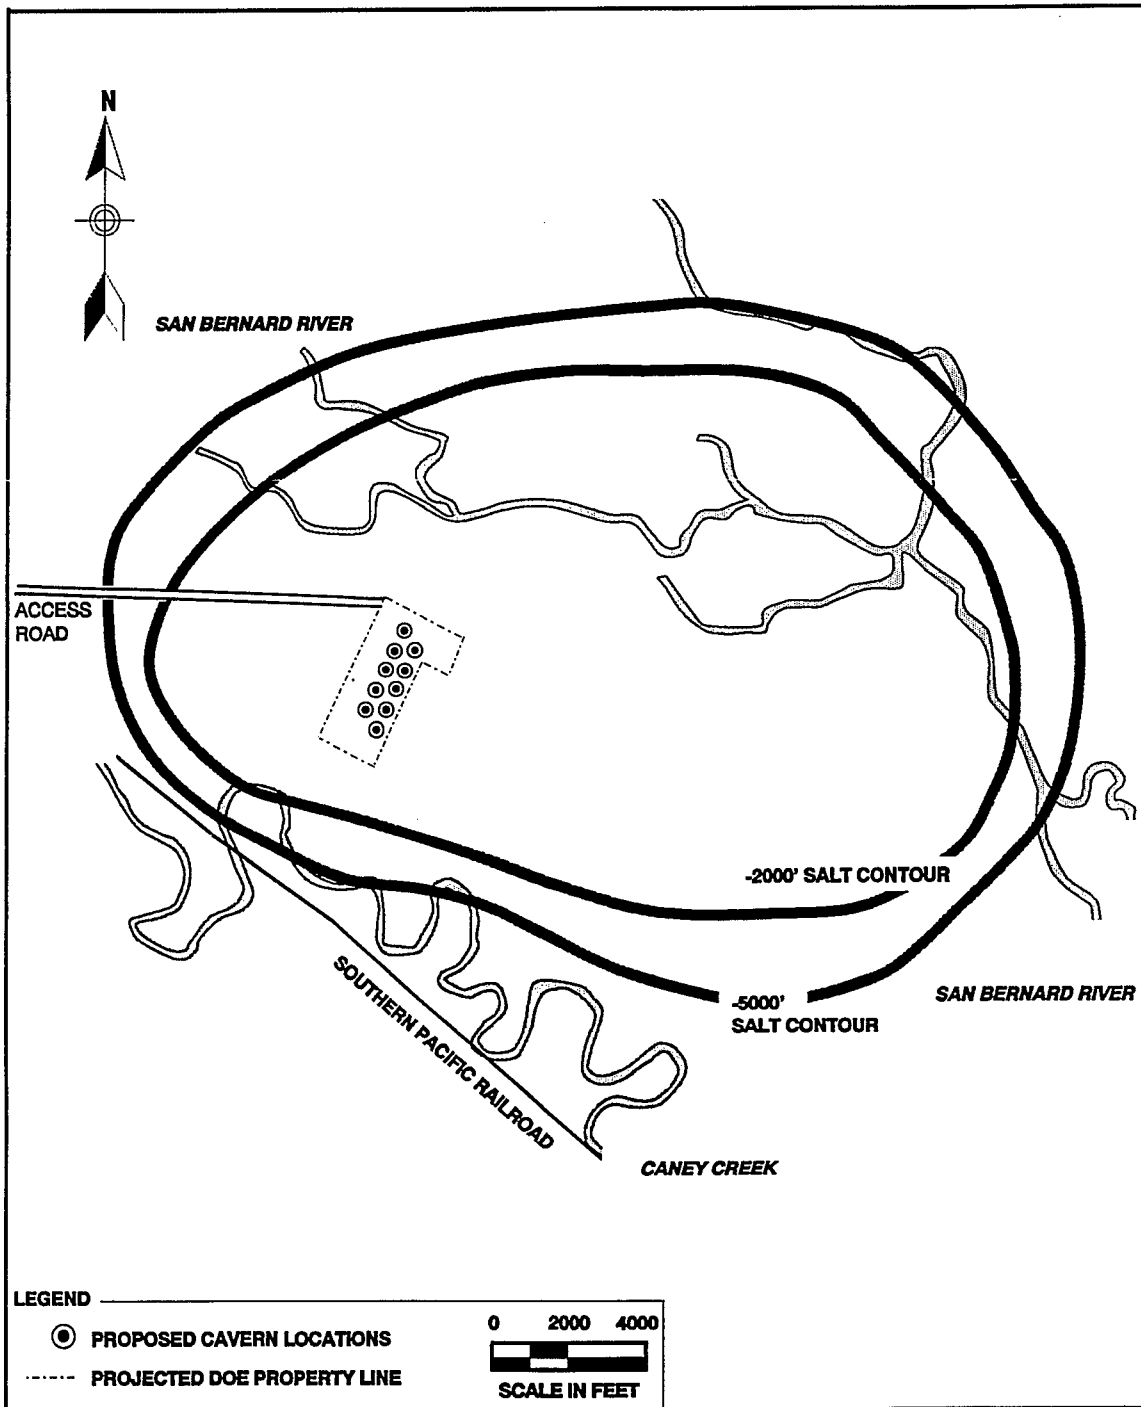 N
SAN BERNARD RIVER
ACCESS
ROAD
-2000' SALT CONTOUR
-5000'
SALT CONTOUR
SAN BERNARD RIVER
SOUTHERN PACIFIC RAILROAD
CANEY CREEK
LEGEND
PROPOSED CAVERN LOCATIONS
PROJECTED DOE PROPERTY LINE
0 2000 4000
SCALE IN FEET